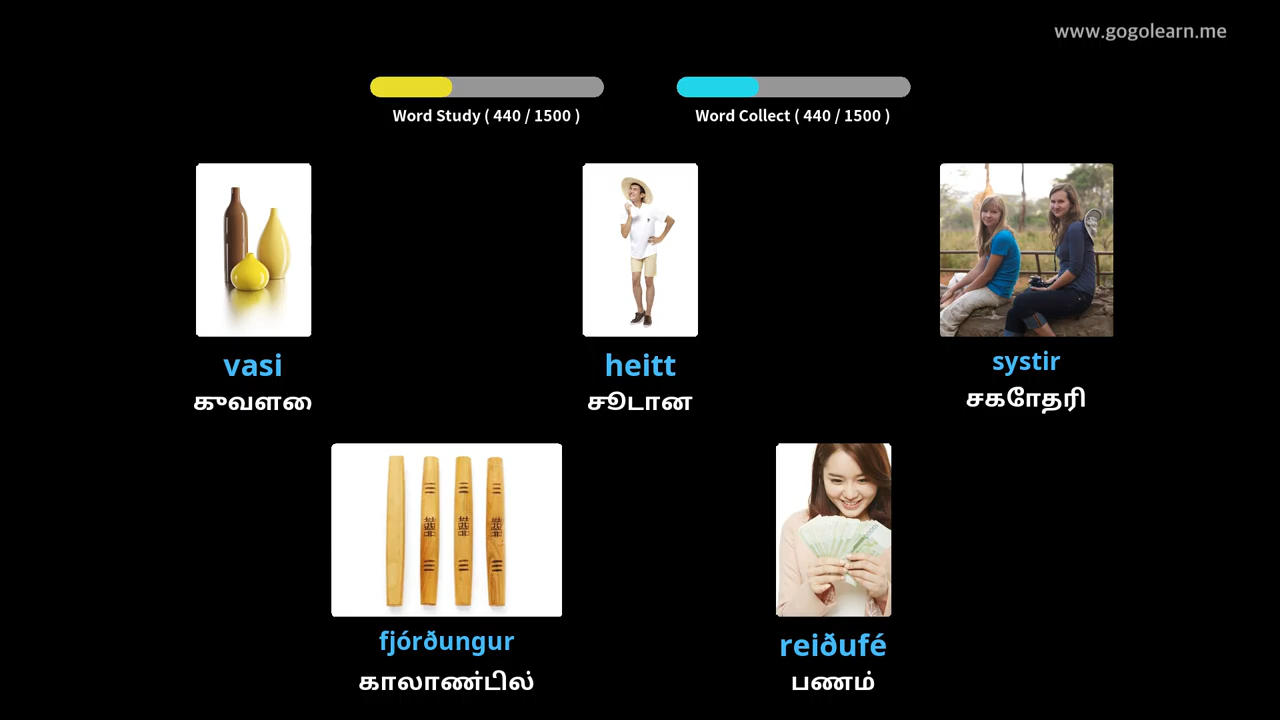 www.gogolearn.me
Word Study ( 440 / 1500 )
Word Collect ( 440 / 1500 )
vasi
குவளை
heitt
சூடான
systir
சகோதரி
fjórðungur
காலாண்பில்
reiðufé
பணம்